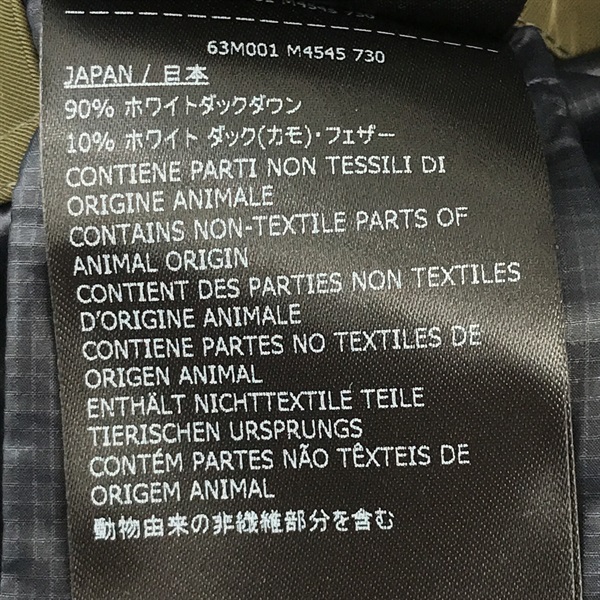 M4545 730
63M001 M4545 730
JAPAN / 日本
90% ホワイトダックダウン
10% ホワイト ダック(カモ)･フェザー
CONTIENE PARTI NON TESSILI DI
ORIGINE ANIMALE
CONTAINS NON-TEXTILE PARTS OF
ANIMAL ORIGIN
CONTIENT DES PARTIES NON TEXTILES
D'ORIGINE ANIMALE
CONTIENE PARTES NO TEXTILES DE
ORIGEN ANIMAL
ENTHÄLT NICHTTEXTILE TEILE
TIERISCHEN URSPRUNGS
CONTÉM PARTES NÃO TÊXTEIS DE
ORIGEM ANIMAL
動物由来の非繊維部分を含む